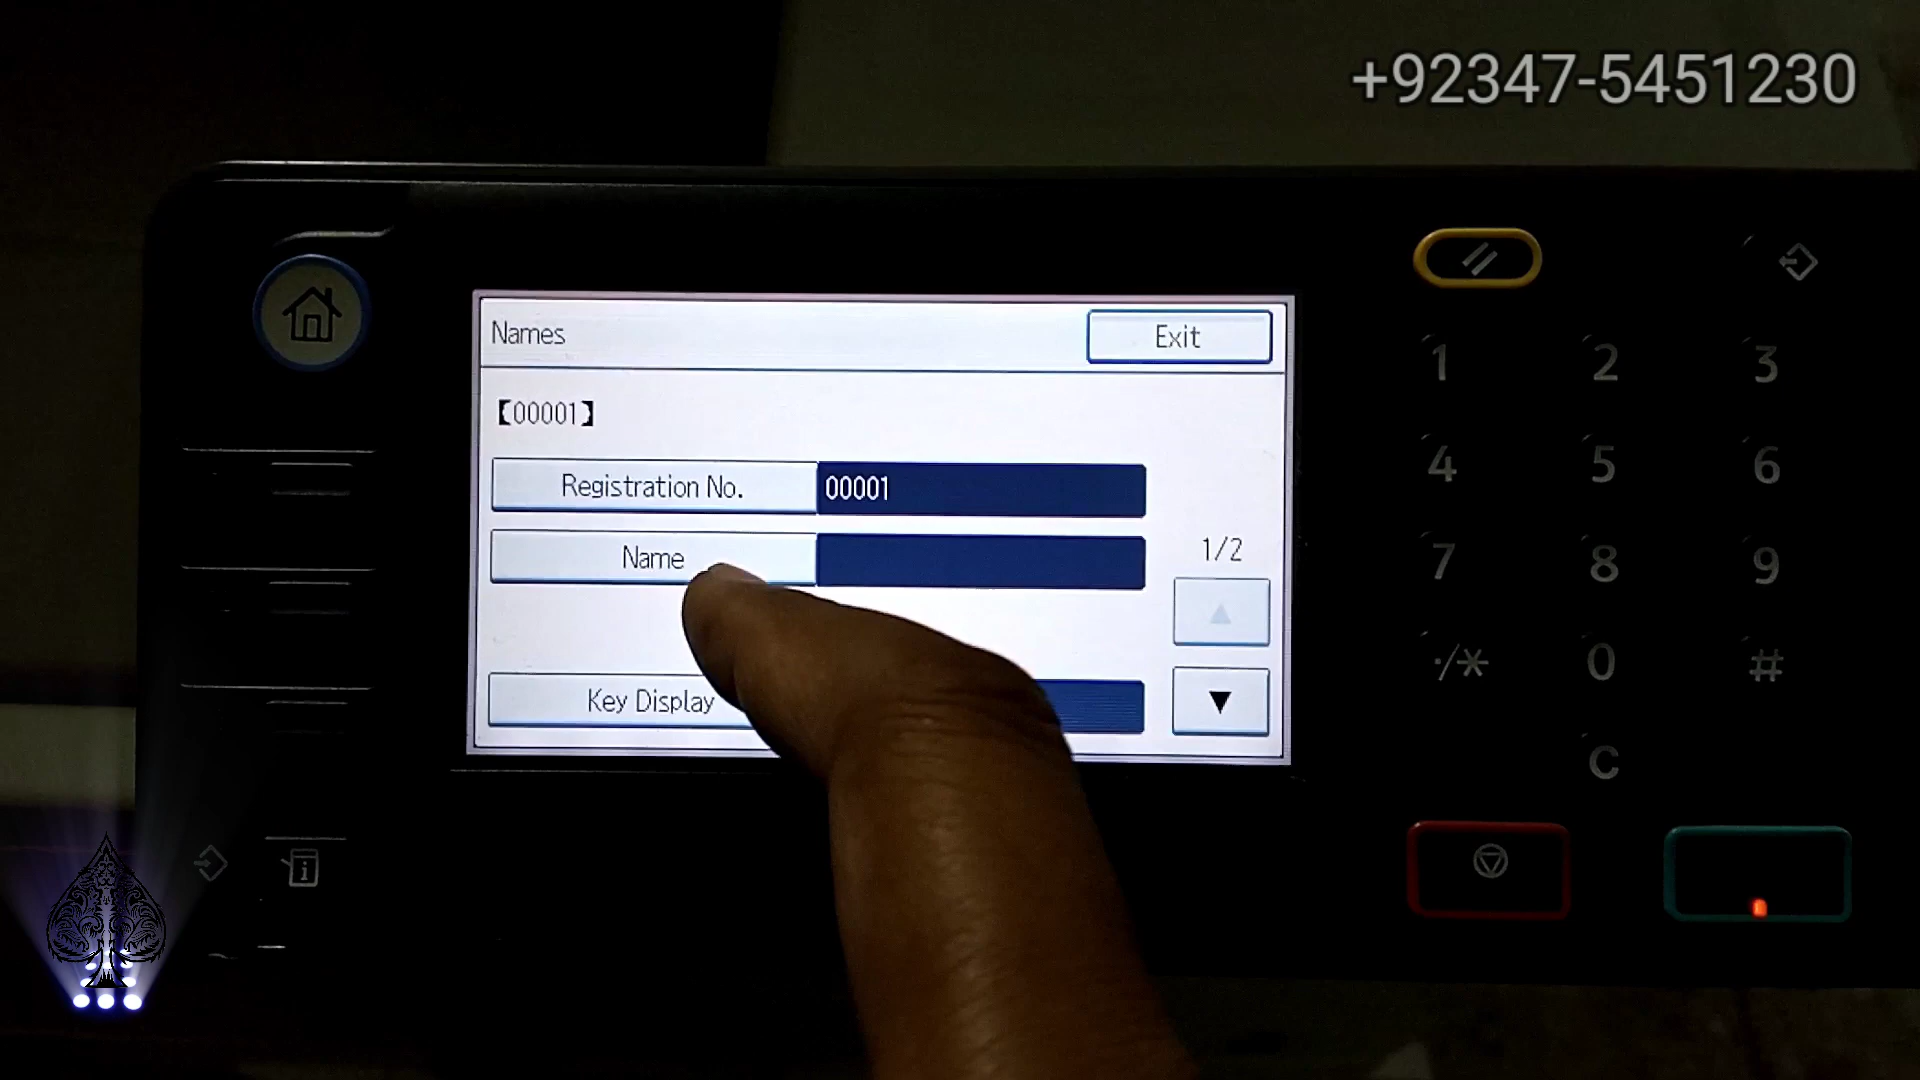 +92347-5451230
Names
Exit
【00001】
Registration No.
00001
Name
1/2
▲
▼
Key Display
1
2
3
4
5
6
7
8
9
./*
0
#
C
i